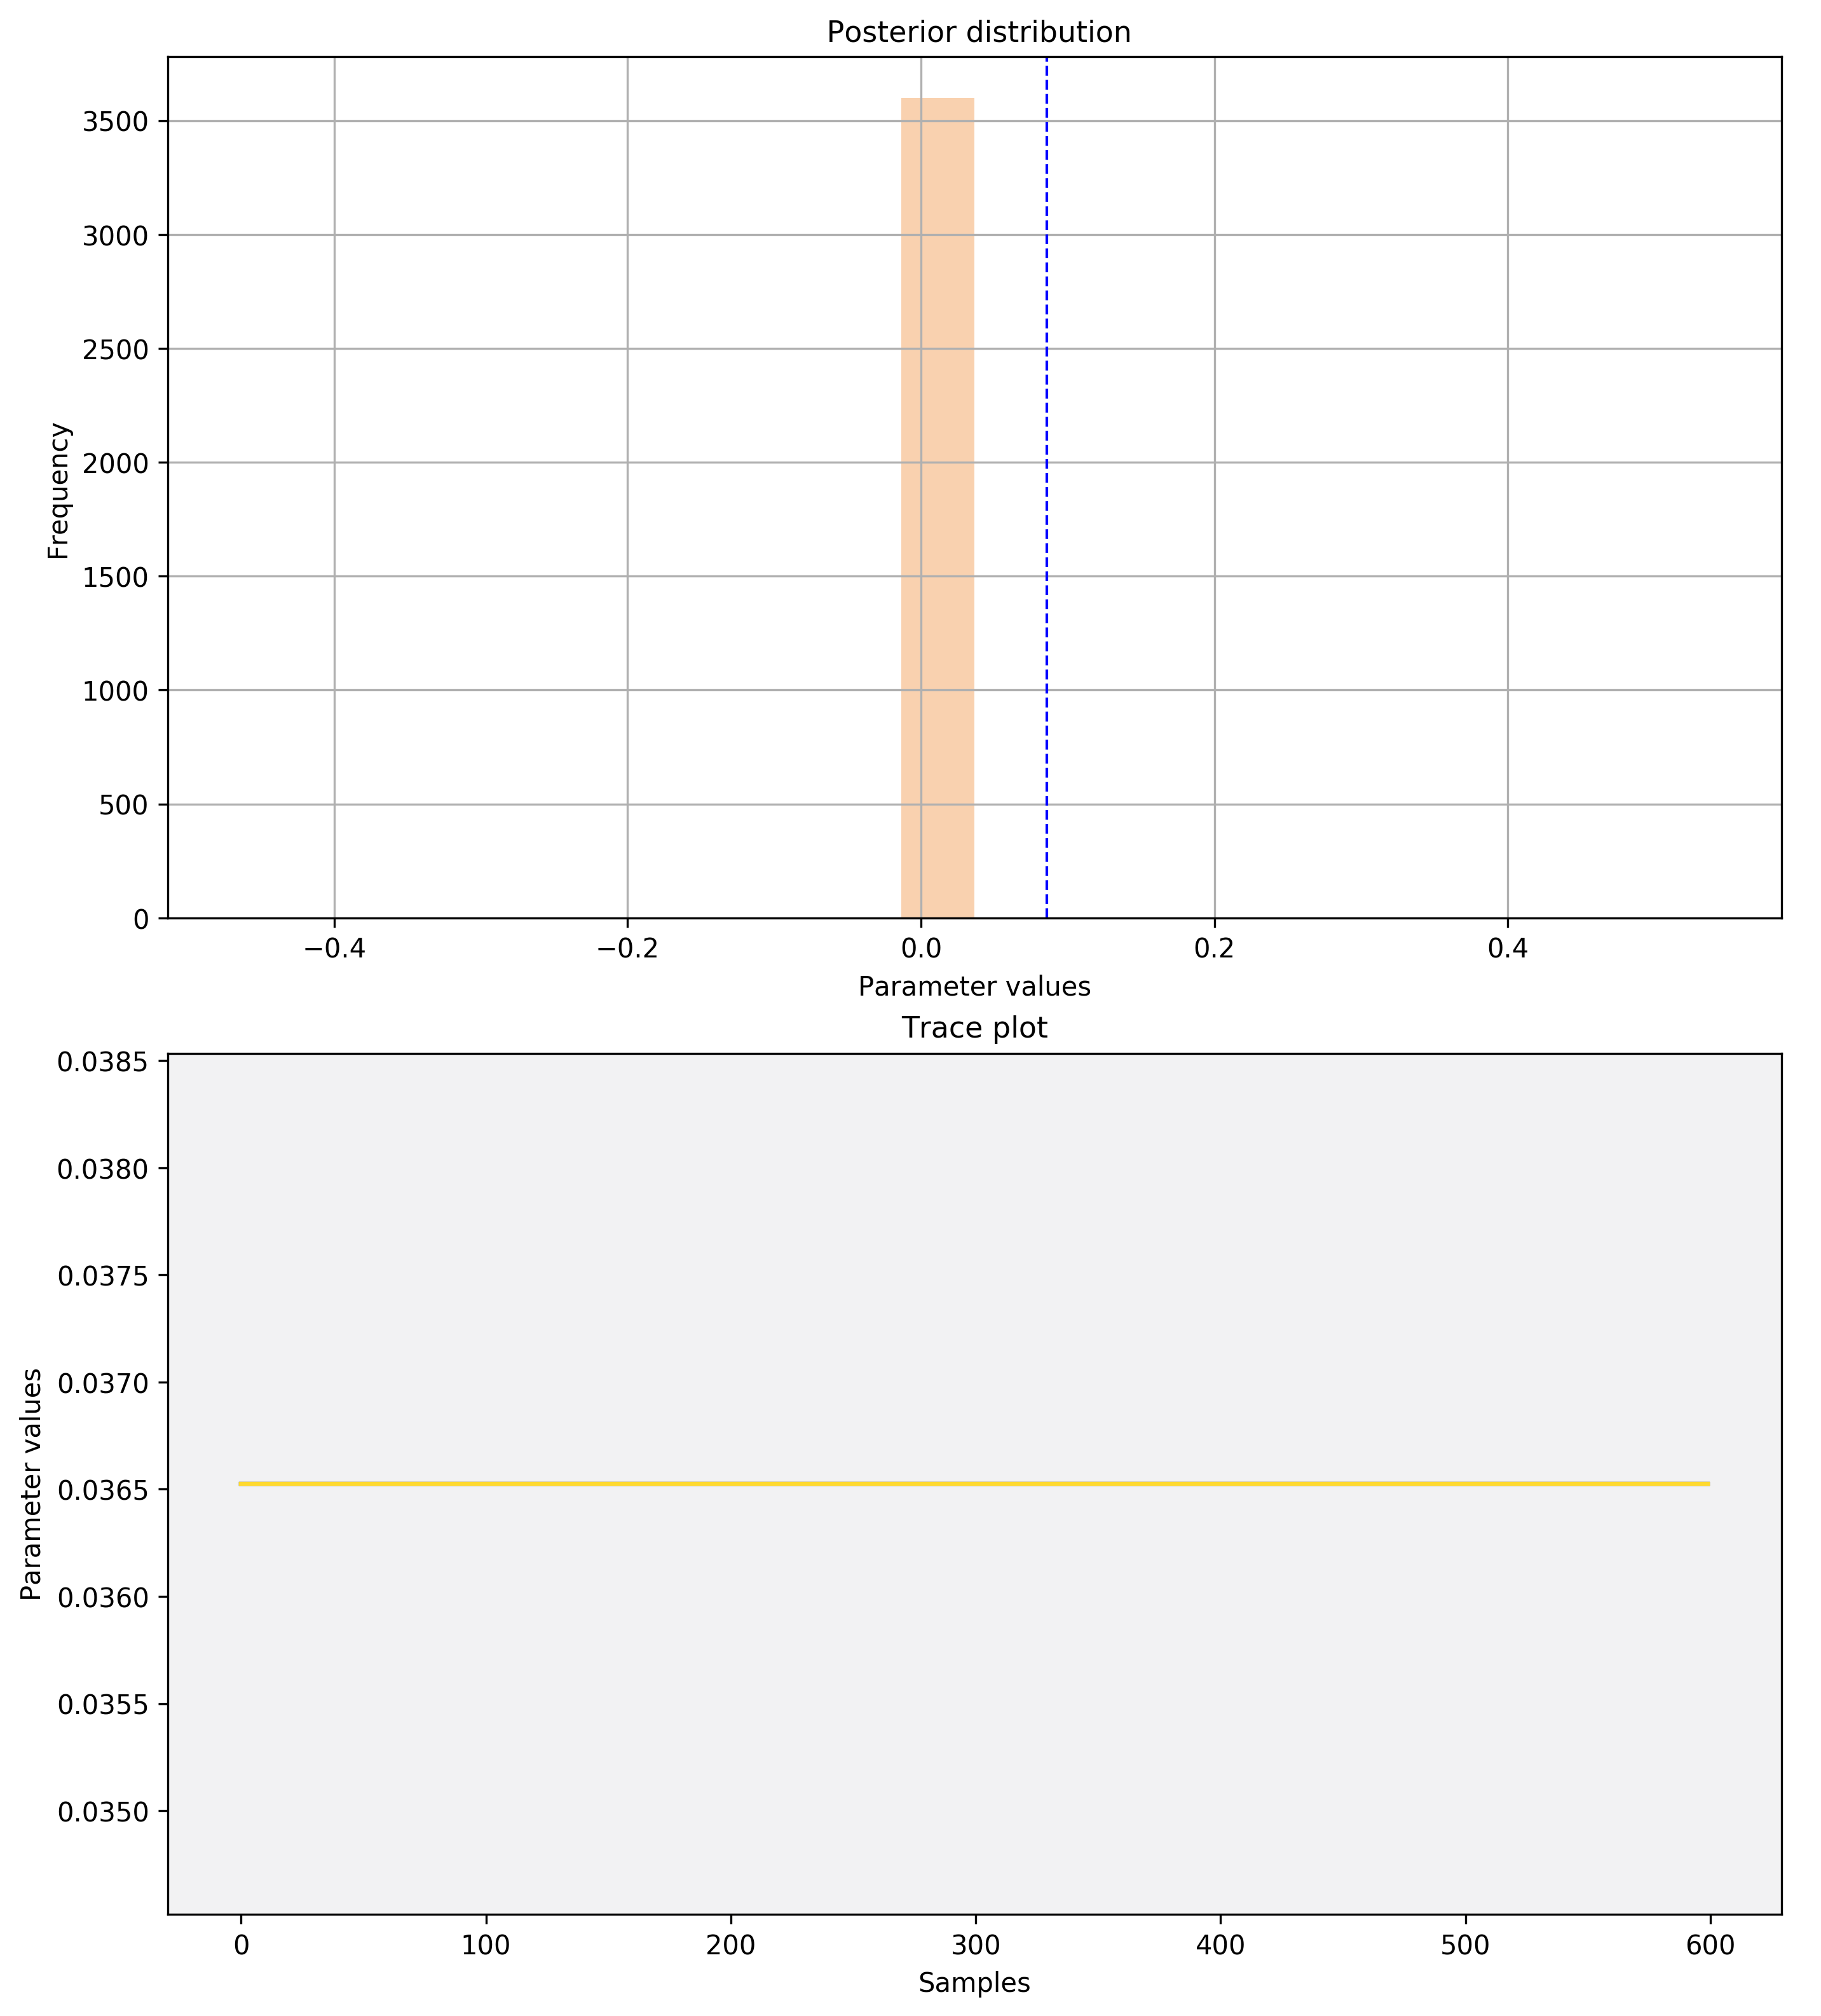 Posterior distribution
3500
3000
2500
2000
1500
1000
500
0
Frequency
−0.4 −0.2 0.0 0.2 0.4
Parameter values
Trace plot
0.0385
0.0380
0.0375
0.0370
0.0365
0.0360
0.0355
0.0350
Parameter values
0 100 200 300 400 500 600
Samples